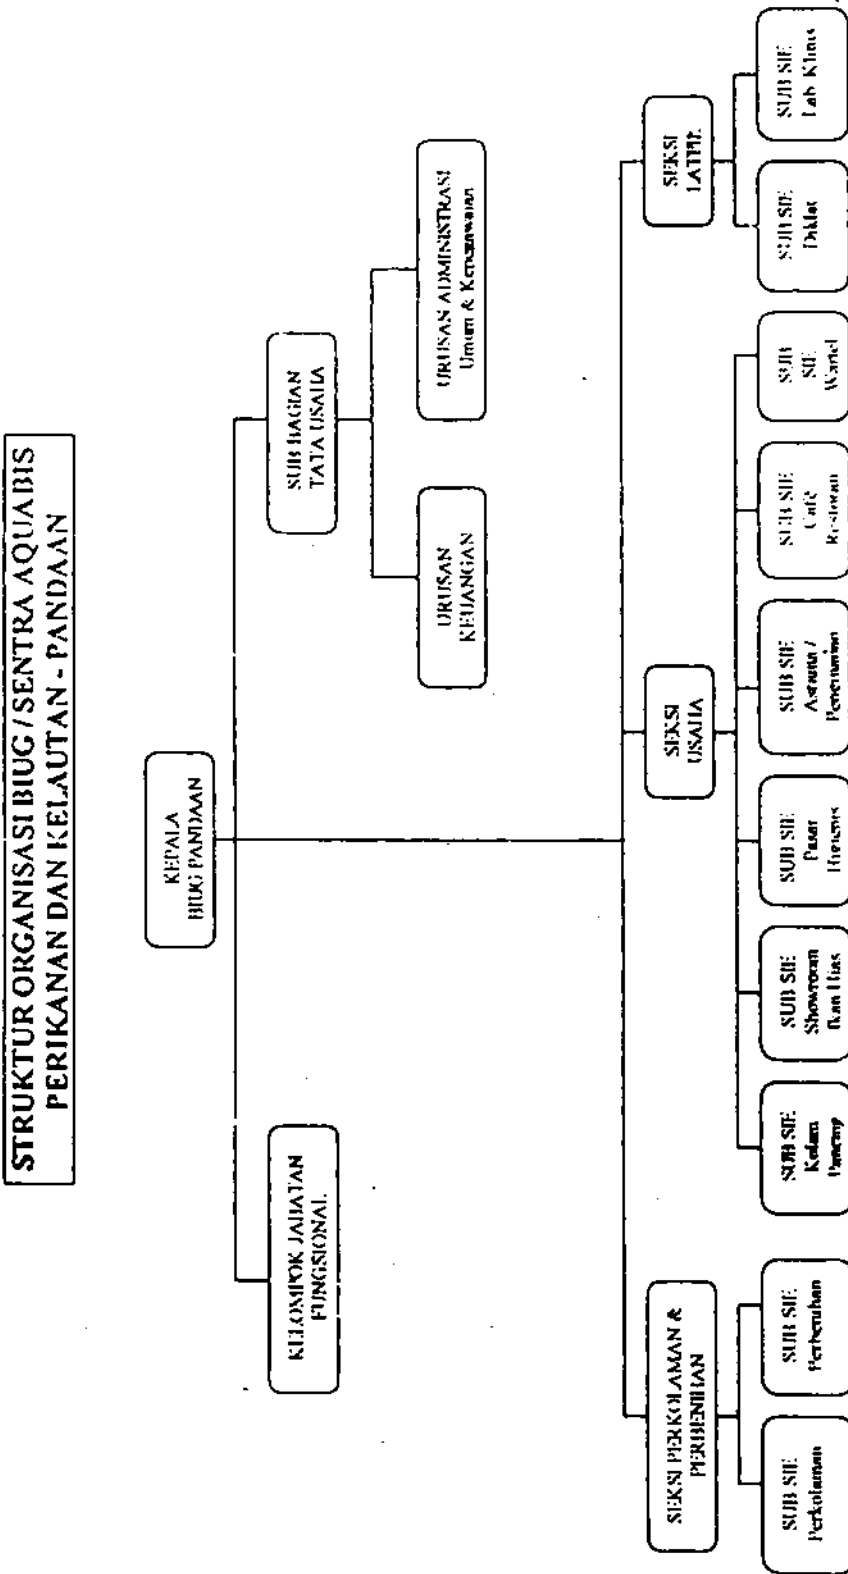 STRUKTUR ORGANISASI BIUG / SENTRA AQUABIS
PERIKANAN DAN KELAUTAN - PANDAAN
KEPALA
BIUG PANDAAN
KELOMPOK JABATAN
FUNGSIONAL
SUB BAGIAN
TATA USAHA
URUSAN
KEUANGAN
URUSAN ADMINISTRASI
Umum & Kepegawaian
SEKSI PERKOLAMAN &
PERBENIHAN
SEKSI
USAHA
SEKSI
SUB SIE
Perkolaman
SUB SIE
Perbenihan
SUB SIE
Kolam
Pancing
SUB SIE
Showroom
Ikan Hias
SUB SIE
Pasar
Higienis
SUB SIE
Asrama /
SUB SIE
Café
Restoran
SUB
SIE
Wartel
SUB SIE
Diklat
SUB SIE
Lab Klinis